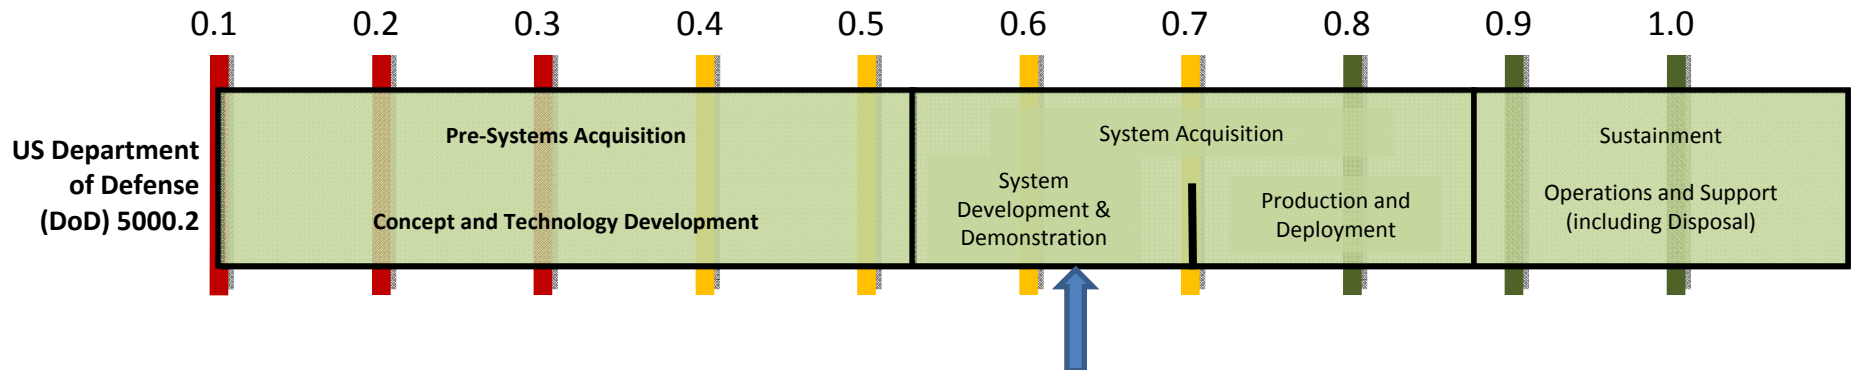 0.1 0.2 0.3 0.4 0.5 0.6 0.7 0.8 0.9 1.0
US Department
of Defense
(DoD) 5000.2
Pre-Systems Acquisition
Concept and Technology Development
System Acquisition
System
Development &
Demonstration
Production and
Deployment
Sustainment
Operations and Support
(including Disposal)